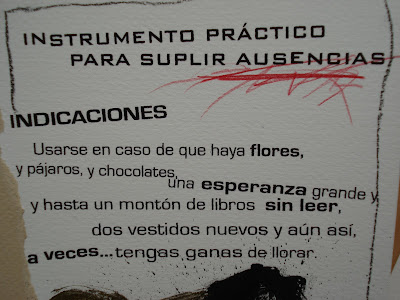 INSTRUMENTO PRÁCTICO
PARA SUPLIR AUSENCIAS
INDICACIONES
Usarse en caso de que haya flores,
y pájaros, y chocolates,
una esperanza grande y
y hasta un montón de libros sin leer,
dos vestidos nuevos y aún así,
a veces...tengas ganas de llorar.